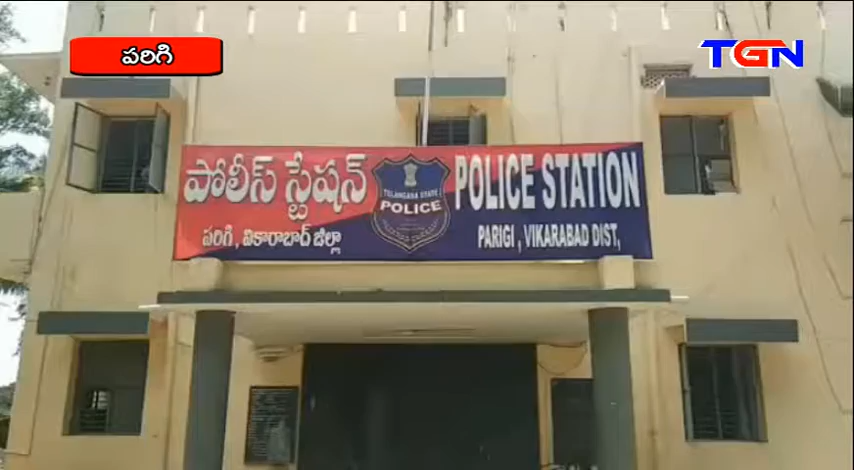 పరిగి
TGN
పోలీస్ స్టేషన్
TELANGANA STATE
POLICE
POLICE STATION
పరిగి , వికారాబాద్ జిల్లా
PARIGI , VIKARABAD DIST,